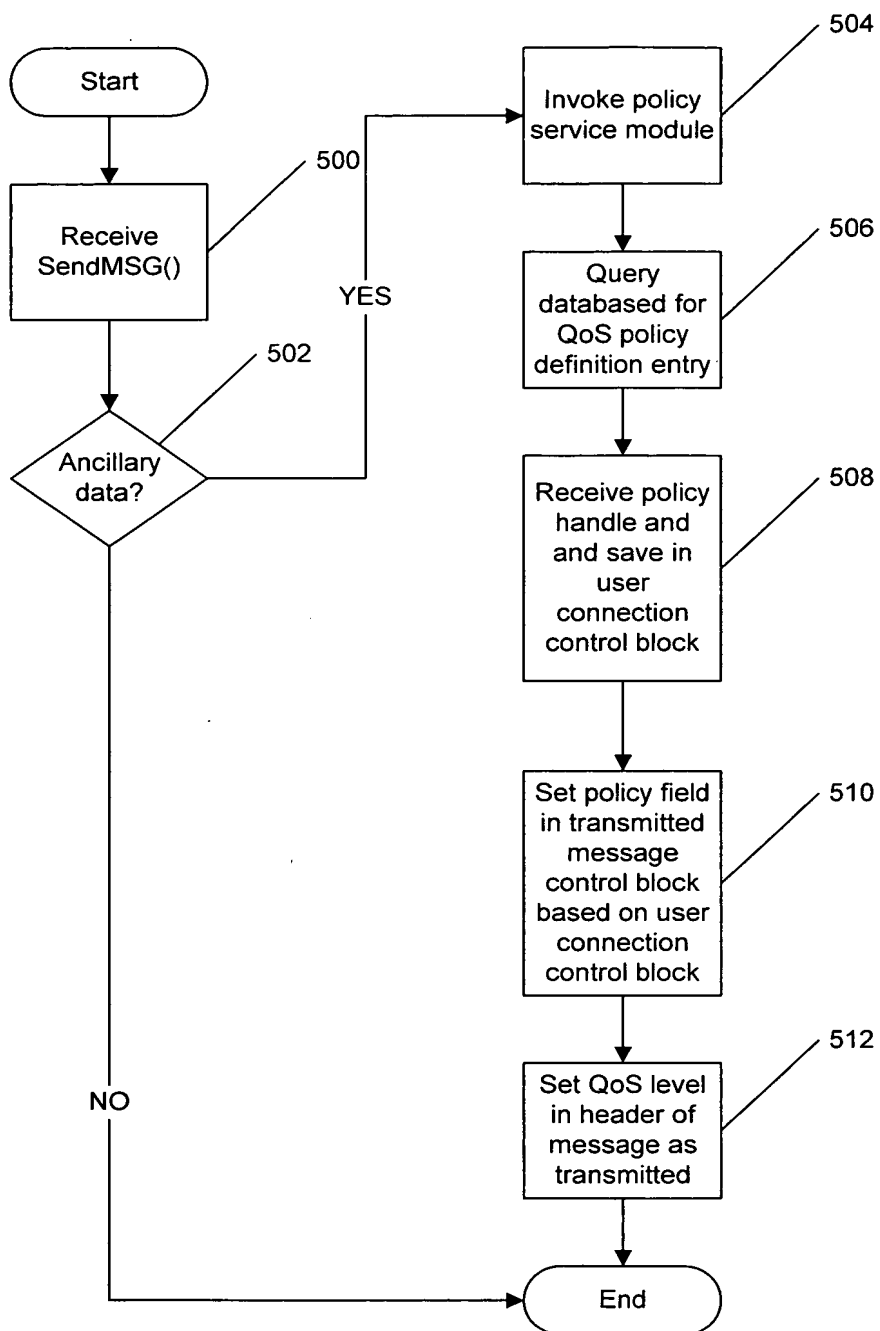 Start
500
Receive
SendMSG()
502
Ancillary
data?
YES
NO
504
Invoke policy
service module
506
Query
databased for
QoS policy
definition entry
508
Receive policy
handle and
and save in
user
connection
control block
510
Set policy field
in transmitted
message
control block
based on user
connection
control block
512
Set QoS level
in header of
message as
transmitted
End